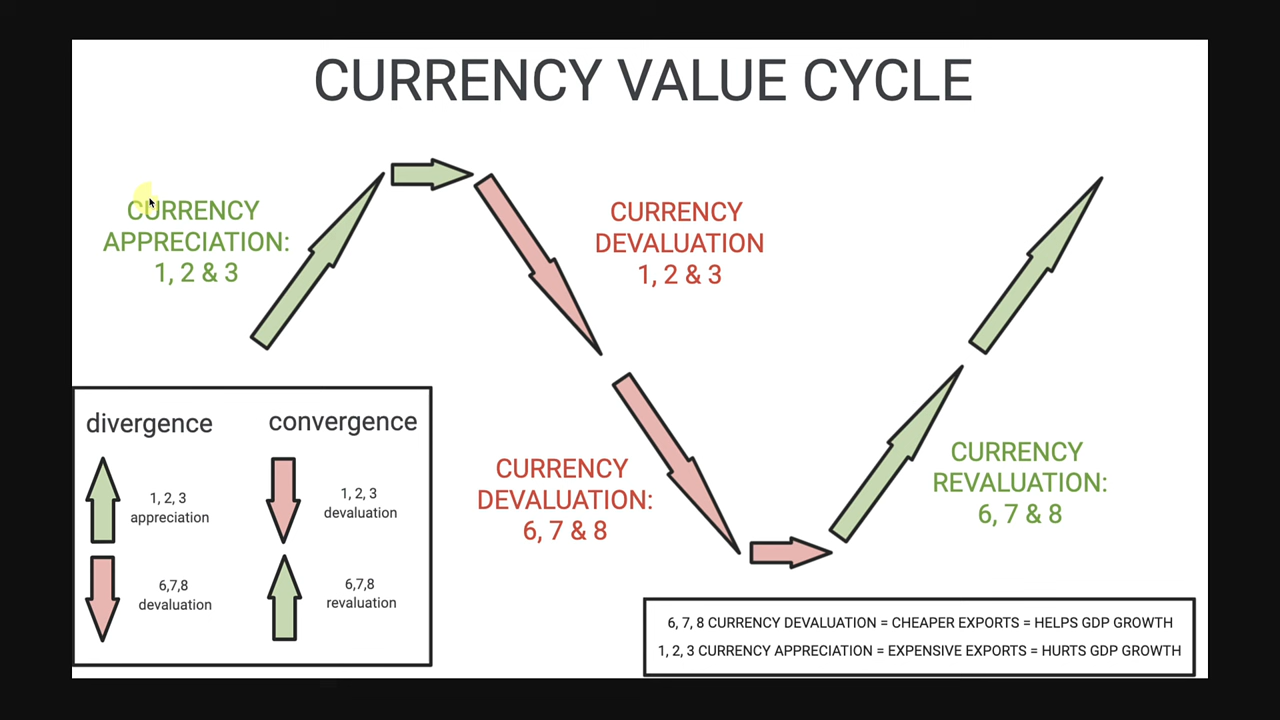 CURRENCY VALUE CYCLE
CURRENCY
APPRECIATION:
1, 2 & 3
CURRENCY
DEVALUATION
1, 2 & 3
CURRENCY
DEVALUATION:
6, 7 & 8
CURRENCY
REVALUATION:
6, 7 & 8
divergence
convergence
1, 2, 3
appreciation
1, 2, 3
devaluation
6,7,8
devaluation
6,7,8
revaluation
6, 7, 8 CURRENCY DEVALUATION = CHEAPER EXPORTS = HELPS GDP GROWTH
1, 2, 3 CURRENCY APPRECIATION = EXPENSIVE EXPORTS = HURTS GDP GROWTH